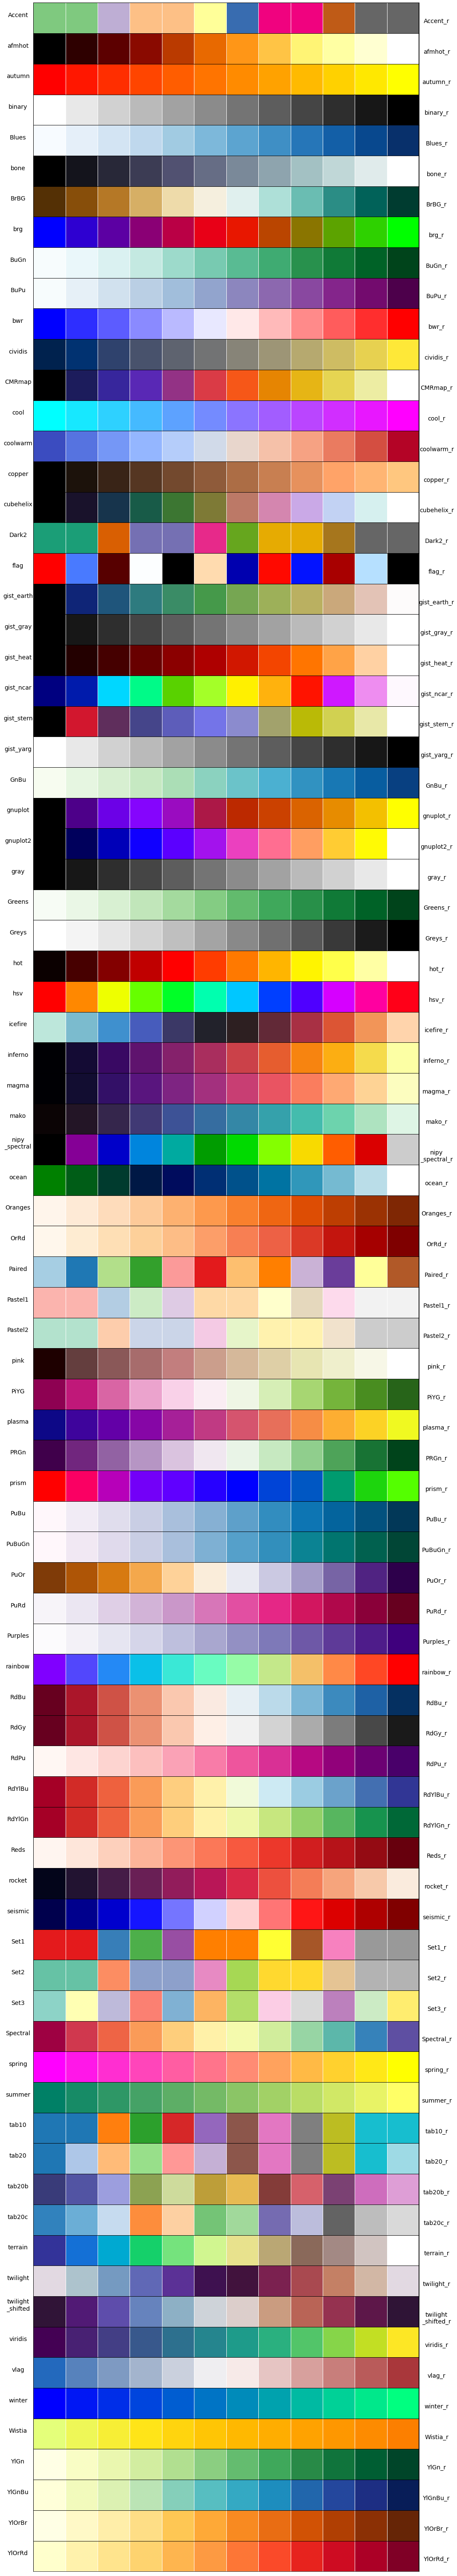 Accent Accent_r
afmhot afmhot_r
autumn autumn_r
binary binary_r
Blues Blues_r
bone bone_r
BrBG BrBG_r
brg brg_r
BuGn BuGn_r
BuPu BuPu_r
bwr bwr_r
cividis cividis_r
CMRmap CMRmap_r
cool cool_r
coolwarm coolwarm_r
copper copper_r
cubehelix cubehelix_r
Dark2 Dark2_r
flag flag_r
gist_earth gist_earth_r
gist_gray gist_gray_r
gist_heat gist_heat_r
gist_ncar gist_ncar_r
gist_stern gist_stern_r
gist_yarg gist_yarg_r
GnBu GnBu_r
gnuplot gnuplot_r
gnuplot2 gnuplot2_r
gray gray_r
Greens Greens_r
Greys Greys_r
hot hot_r
hsv hsv_r
icefire icefire_r
inferno inferno_r
magma magma_r
mako mako_r
nipy nipy
_spectral _spectral_r
ocean ocean_r
Oranges Oranges_r
OrRd OrRd_r
Paired Paired_r
Pastel1 Pastel1_r
Pastel2 Pastel2_r
pink pink_r
PiYG PiYG_r
plasma plasma_r
PRGn PRGn_r
prism prism_r
PuBu PuBu_r
PuBuGn PuBuGn_r
PuOr PuOr_r
PuRd PuRd_r
Purples Purples_r
rainbow rainbow_r
RdBu RdBu_r
RdGy RdGy_r
RdPu RdPu_r
RdYlBu RdYlBu_r
RdYlGn RdYlGn_r
Reds Reds_r
rocket rocket_r
seismic seismic_r
Set1 Set1_r
Set2 Set2_r
Set3 Set3_r
Spectral Spectral_r
spring spring_r
summer summer_r
tab10 tab10_r
tab20 tab20_r
tab20b tab20b_r
tab20c tab20c_r
terrain terrain_r
twilight twilight_r
twilight twilight
_shifted _shifted_r
viridis viridis_r
vlag vlag_r
winter winter_r
Wistia Wistia_r
YlGn YlGn_r
YlGnBu YlGnBu_r
YlOrBr YlOrBr_r
YlOrRd YlOrRd_r